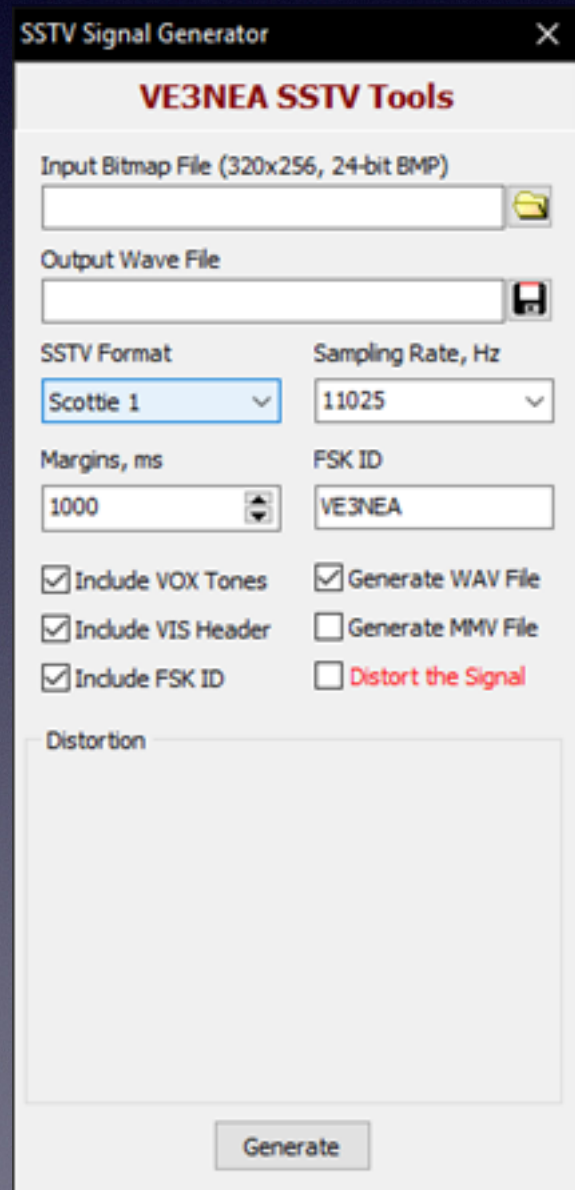 SSTV Signal Generator
VE3NEA SSTV Tools
Input Bitmap File (320x256, 24-bit BMP)
Output Wave File
SSTV Format Sampling Rate, Hz
Scottie 1 11025
Margins, ms FSK ID
1000 VE3NEA
Include VOX Tones Generate WAV File
Include VIS Header Generate MMV File
Include FSK ID Distort the Signal
Distortion
Generate